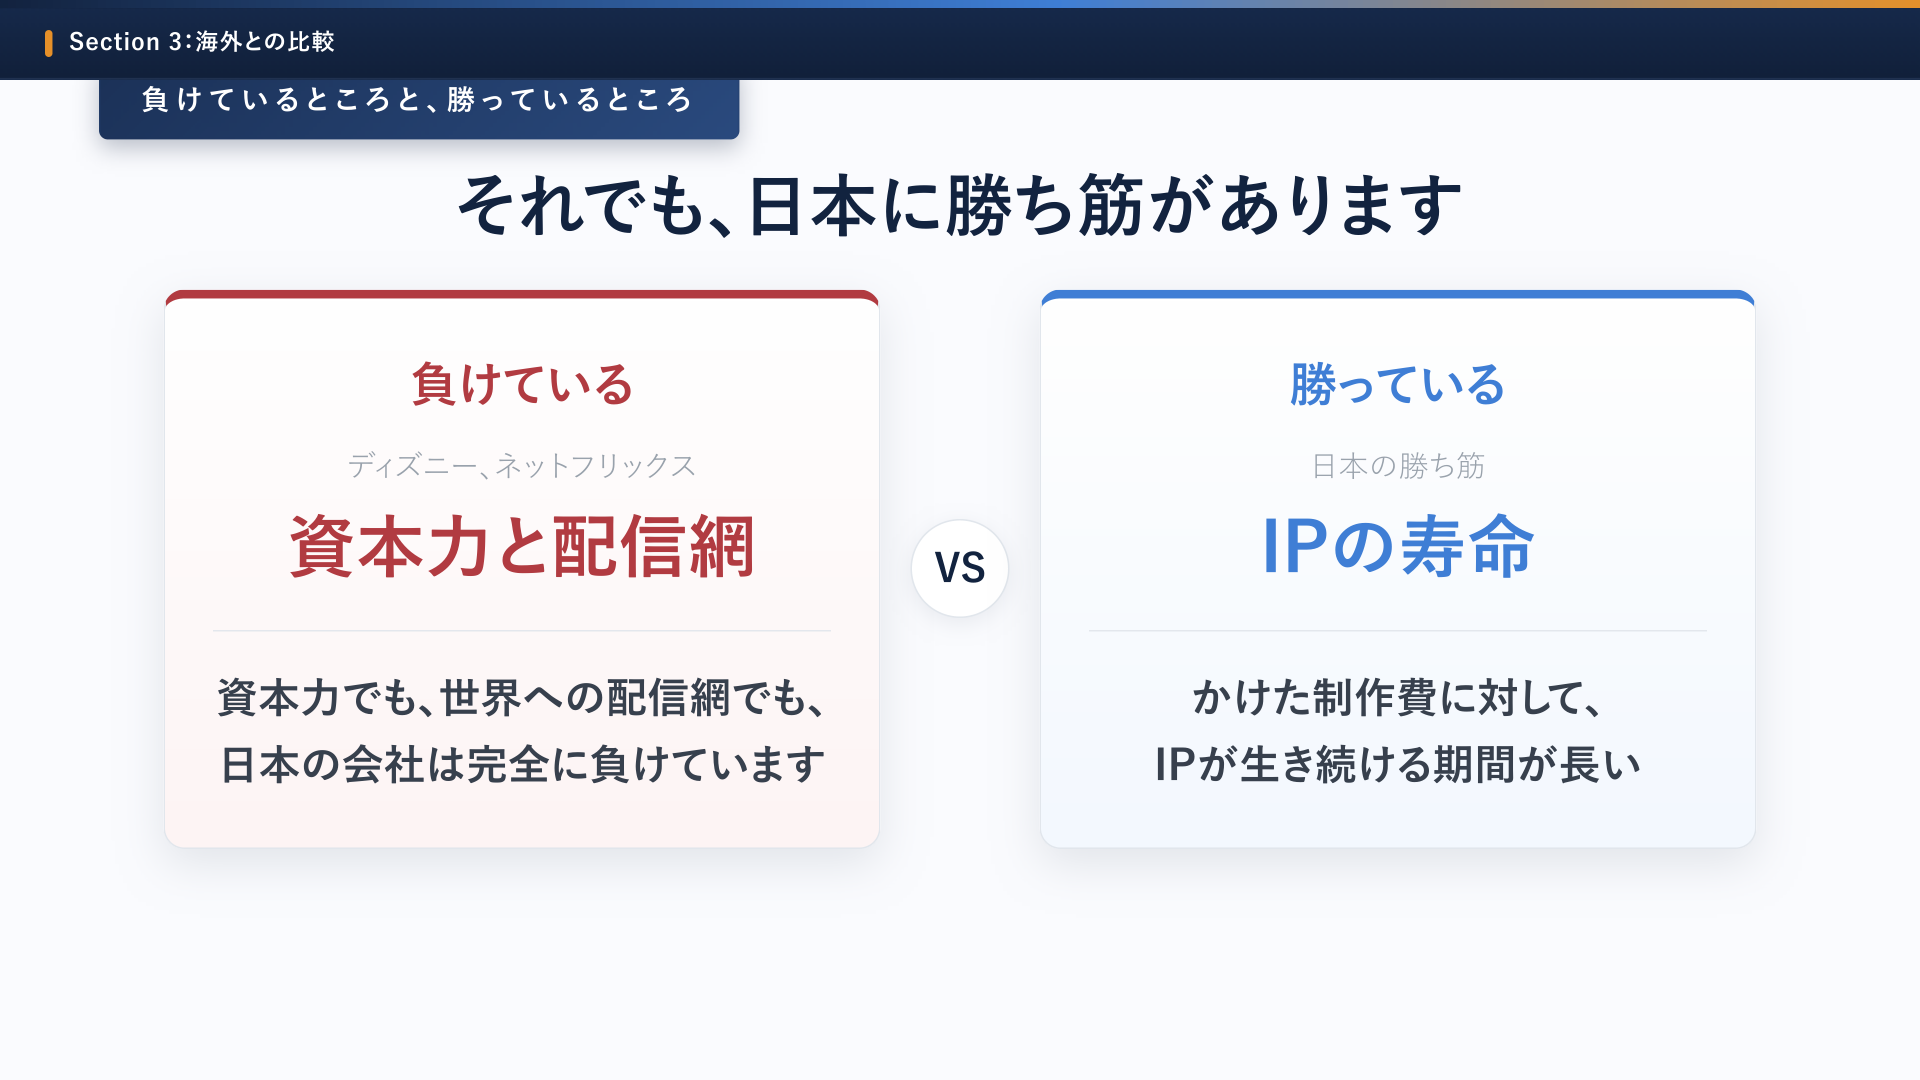 Section 3：海外との比較
負けているところと、勝っているところ
それでも、日本に勝ち筋があります
負けている
ディズニー、ネットフリックス
資本力と配信網
資本力でも、世界への配信網でも、
日本の会社は完全に負けています
VS
勝っている
日本の勝ち筋
IPの寿命
かけた制作費に対して、
IPが生き続ける期間が長い